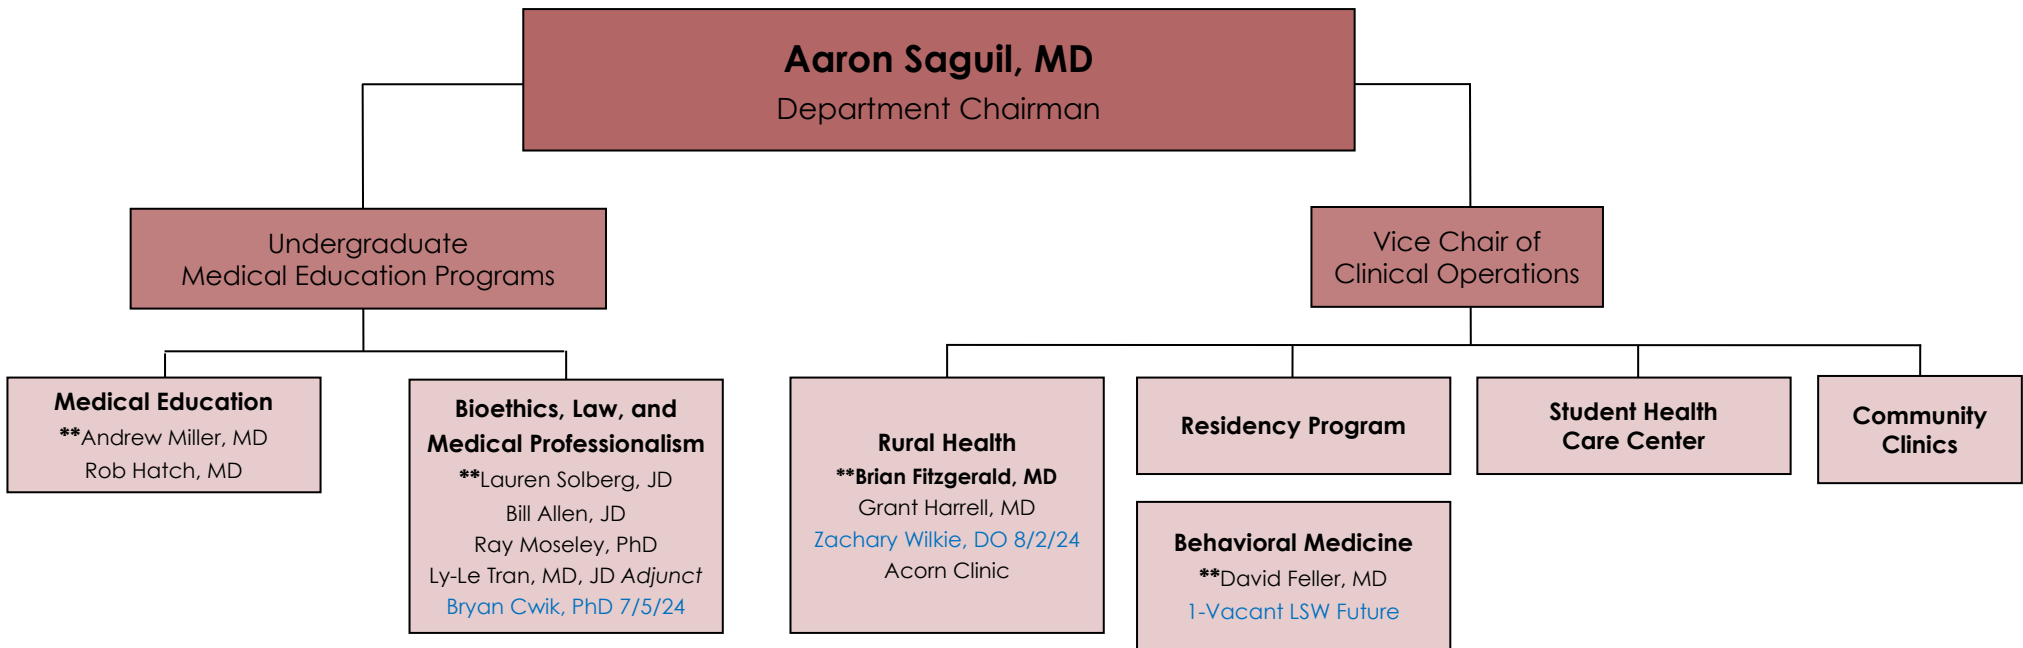 Aaron Saguil, MD
Department Chairman
Undergraduate
Medical Education Programs
Vice Chair of
Clinical Operations
Medical Education
**Andrew Miller, MD
Rob Hatch, MD
Bioethics, Law, and
Medical Professionalism
**Lauren Solberg, JD
Bill Allen, JD
Ray Moseley, PhD
Ly-Le Tran, MD, JD Adjunct
Bryan Cwik, PhD 7/5/24
Rural Health
**Brian Fitzgerald, MD
Grant Harrell, MD
Zachary Wilkie, DO 8/2/24
Acorn Clinic
Residency Program
Behavioral Medicine
**David Feller, MD
1-Vacant LSW Future
Student Health
Care Center
Community
Clinics